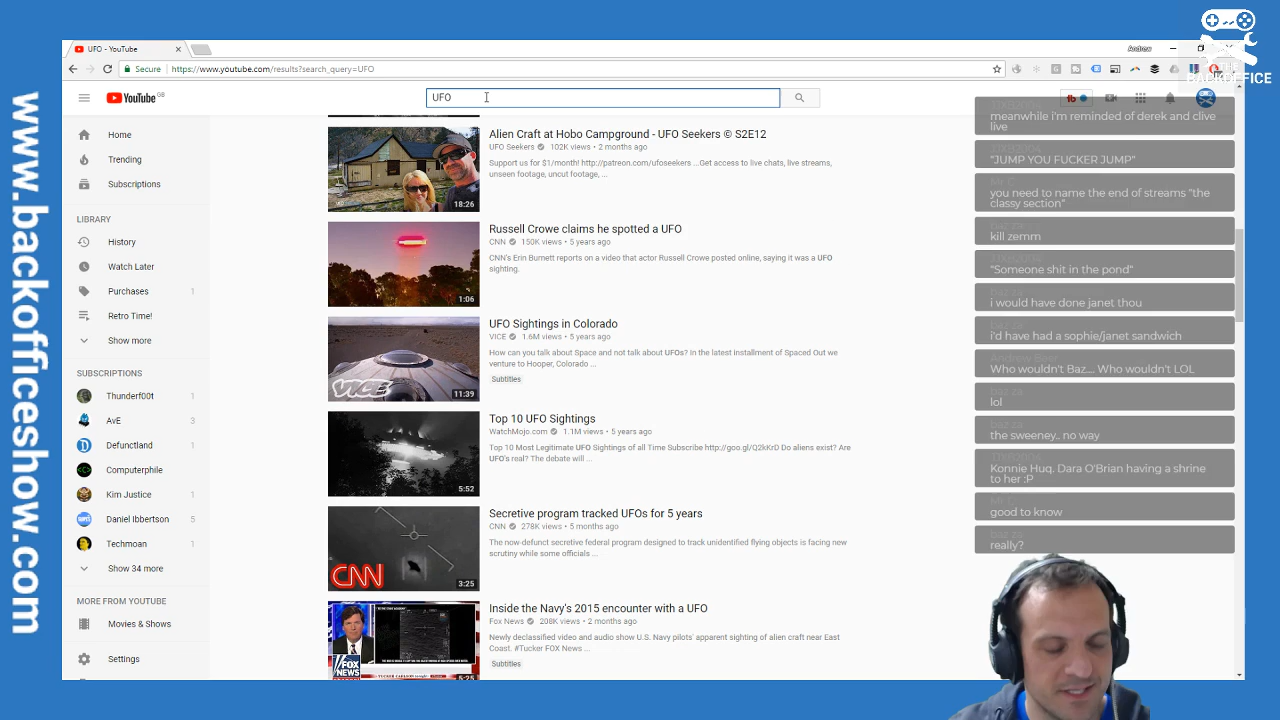 www.backofficeshow.com
UFO - YouTube
Andrew
Secure
https://www.youtube.com/results?search_query=UFO
THE
BACKOFFICE
YouTube GB
UFO
Home
Trending
Subscriptions
LIBRARY
History
Watch Later
Purchases 1
Retro Time!
Show more
SUBSCRIPTIONS
Thunderf00t 1
AvE 3
Defunctland 1
Computerphile
Kim Justice 1
Daniel Ibbertson 5
Techmoan 1
Show 34 more
MORE FROM YOUTUBE
Movies & Shows
Settings
Alien Craft at Hobo Campground - UFO Seekers © S2E12
UFO Seekers 102K views • 2 months ago
Support us for $1/month! http://patreon.com/ufoseekers ...Get access to live chats, live streams,
unseen footage, uncut footage, ...
18:26
Russell Crowe claims he spotted a UFO
CNN 150K views • 5 years ago
CNN's Erin Burnett reports on a video that actor Russell Crowe posted online, saying it was a UFO
sighting.
1:06
UFO Sightings in Colorado
VICE 1.6M views • 5 years ago
How can you talk about Space and not talk about UFOs? In the latest installment of Spaced Out we
venture to Hooper, Colorado ...
Subtitles
VICE
11:39
Top 10 UFO Sightings
WatchMojo.com 1.1M views • 5 years ago
Top 10 Most Legitimate UFO Sightings of all Time Subscribe http://goo.gl/Q2kKrD Do aliens exist? Are
UFO's real? The debate will ...
5:52
Secretive program tracked UFOs for 5 years
CNN 278K views • 5 months ago
The now-defunct secretive federal program designed to track unidentified flying objects is facing new
scrutiny while some officials ...
CNN
3:25
Inside the Navy's 2015 encounter with a UFO
Fox News 208K views • 2 months ago
Newly declassified video and audio show U.S. Navy pilots' apparent sighting of alien craft near East
Coast. #Tucker FOX News ...
Subtitles
FOX
NEWS
5:25
meanwhile i'm reminded of derek and clive
live
"JUMP YOU FUCKER JUMP"
you need to name the end of streams "the
classy section"
kill zemm
"Someone shit in the pond"
i would have done janet thou
i'd have had a sophie/janet sandwich
Andrew Beer
Who wouldn't Baz.... Who wouldn't LOL
baz za
lol
baz za
the sweeney.. no way
Konnie Huq. Dara O'Brian having a shrine
to her :P
good to know
baz za
really?